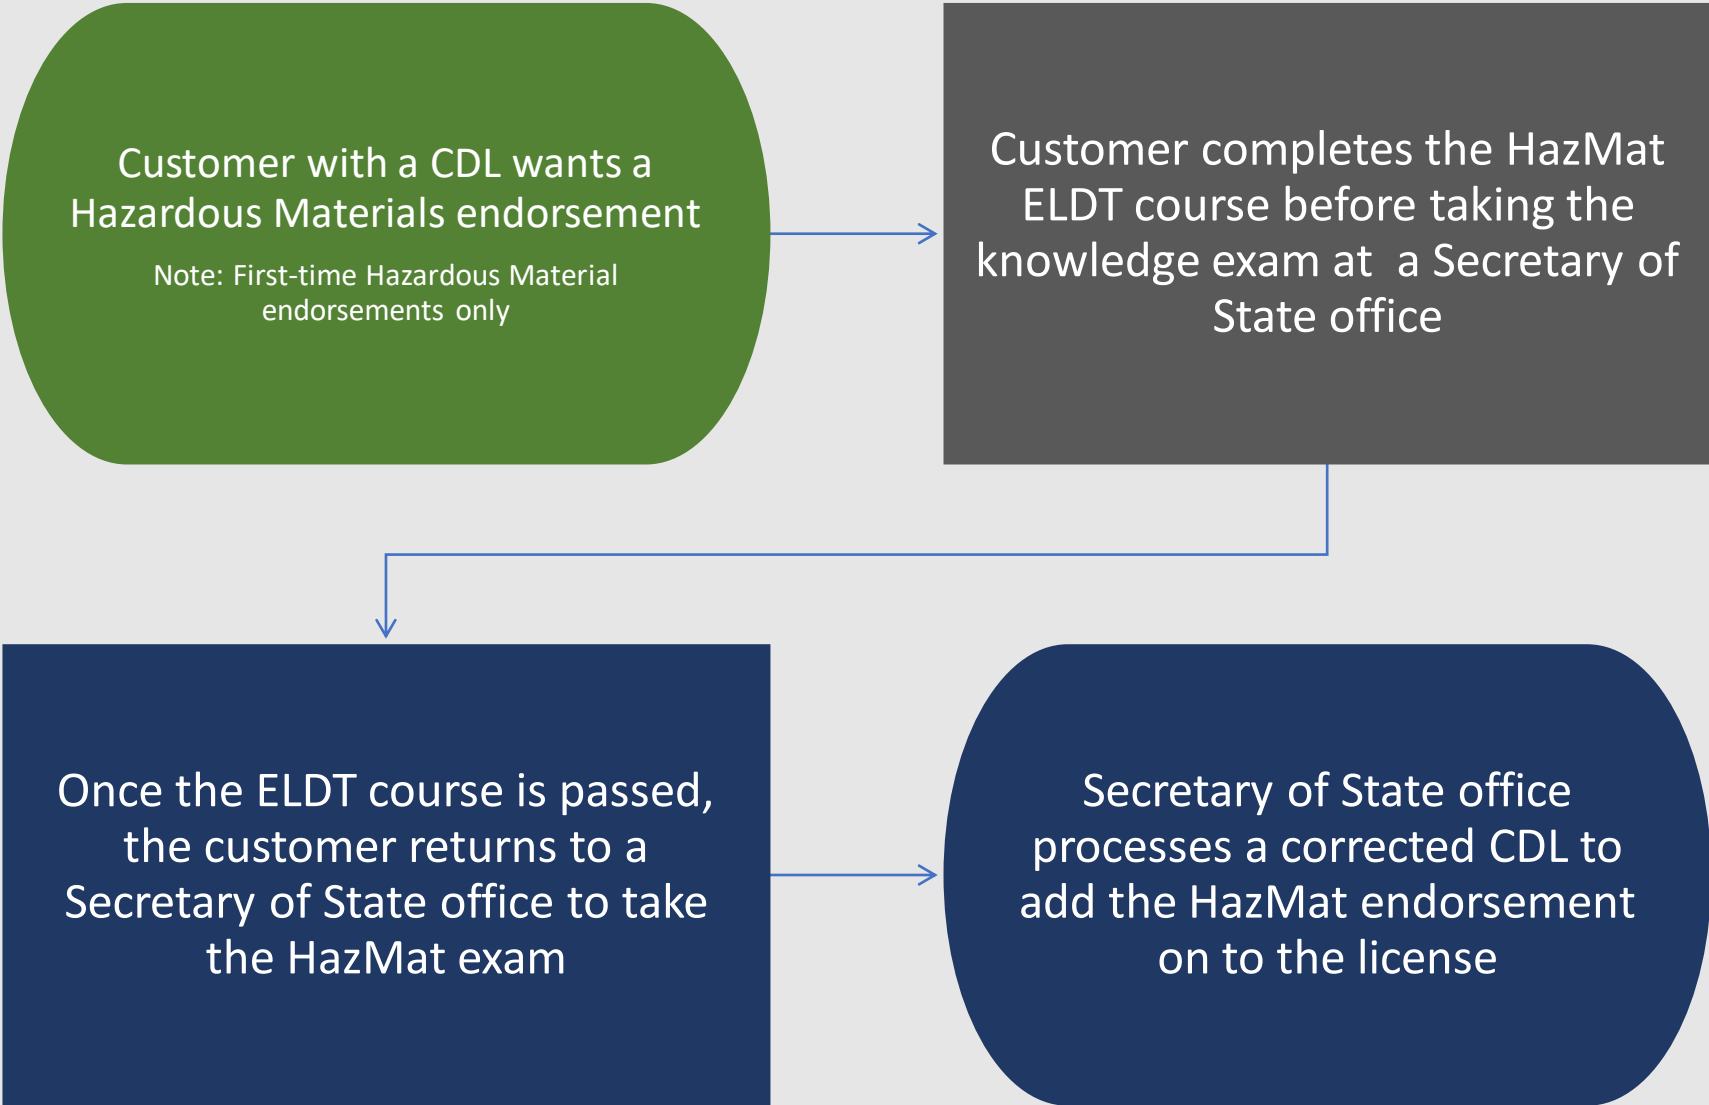 Customer with a CDL wants a
Hazardous Materials endorsement
Note: First-time Hazardous Material
endorsements only
Customer completes the HazMat
ELDT course before taking the
knowledge exam at a Secretary of
State office
Once the ELDT course is passed,
the customer returns to a
Secretary of State office to take
the HazMat exam
Secretary of State office
processes a corrected CDL to
add the HazMat endorsement
on to the license